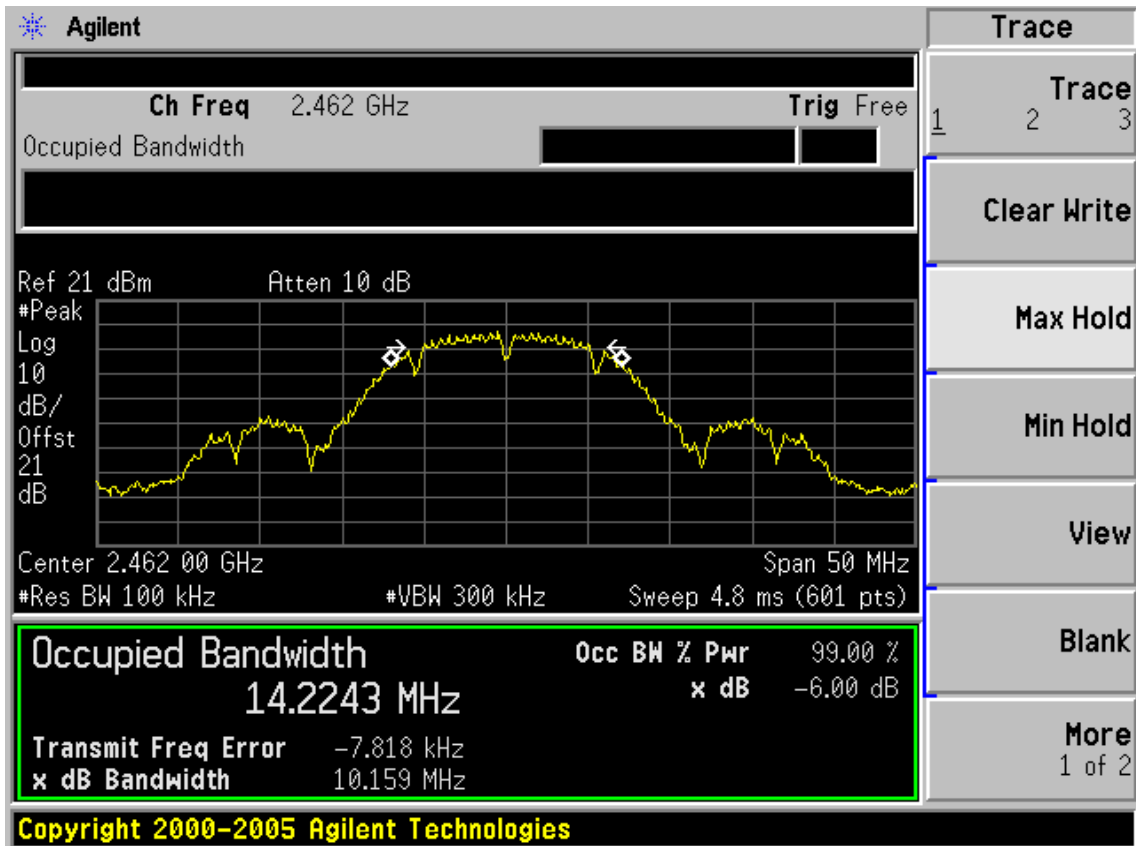 Agilent
Trace
Ch Freq 2.462 GHz Trig Free
Occupied Bandwidth
Trace
1 2 3
Clear Write
Max Hold
Min Hold
View
Blank
More
1 of 2
Ref 21 dBm Atten 10 dB
#Peak
Log
10
dB/
Offst
21
dB
Center 2.462 00 GHz Span 50 MHz
#Res BW 100 kHz #VBW 300 kHz Sweep 4.8 ms (601 pts)
Occupied Bandwidth
14.2243 MHz
Occ BW % Pwr 99.00 %
x dB -6.00 dB
Transmit Freq Error -7.818 kHz
x dB Bandwidth 10.159 MHz
Copyright 2000-2005 Agilent Technologies